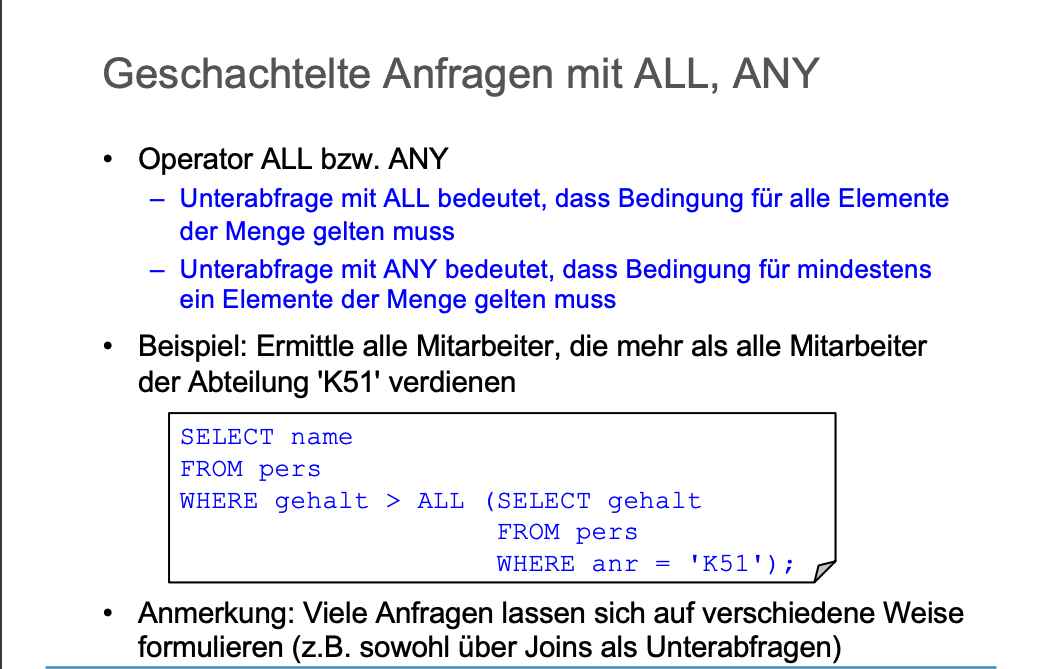 Geschachtelte Anfragen mit ALL, ANY
• Operator ALL bzw. ANY
– Unterabfrage mit ALL bedeutet, dass Bedingung für alle Elemente
der Menge gelten muss
– Unterabfrage mit ANY bedeutet, dass Bedingung für mindestens
ein Elemente der Menge gelten muss
• Beispiel: Ermittle alle Mitarbeiter, die mehr als alle Mitarbeiter
der Abteilung 'K51' verdienen
SELECT name
FROM pers
WHERE gehalt > ALL (SELECT gehalt
FROM pers
WHERE anr = 'K51');
• Anmerkung: Viele Anfragen lassen sich auf verschiedene Weise
formulieren (z.B. sowohl über Joins als Unterabfragen)